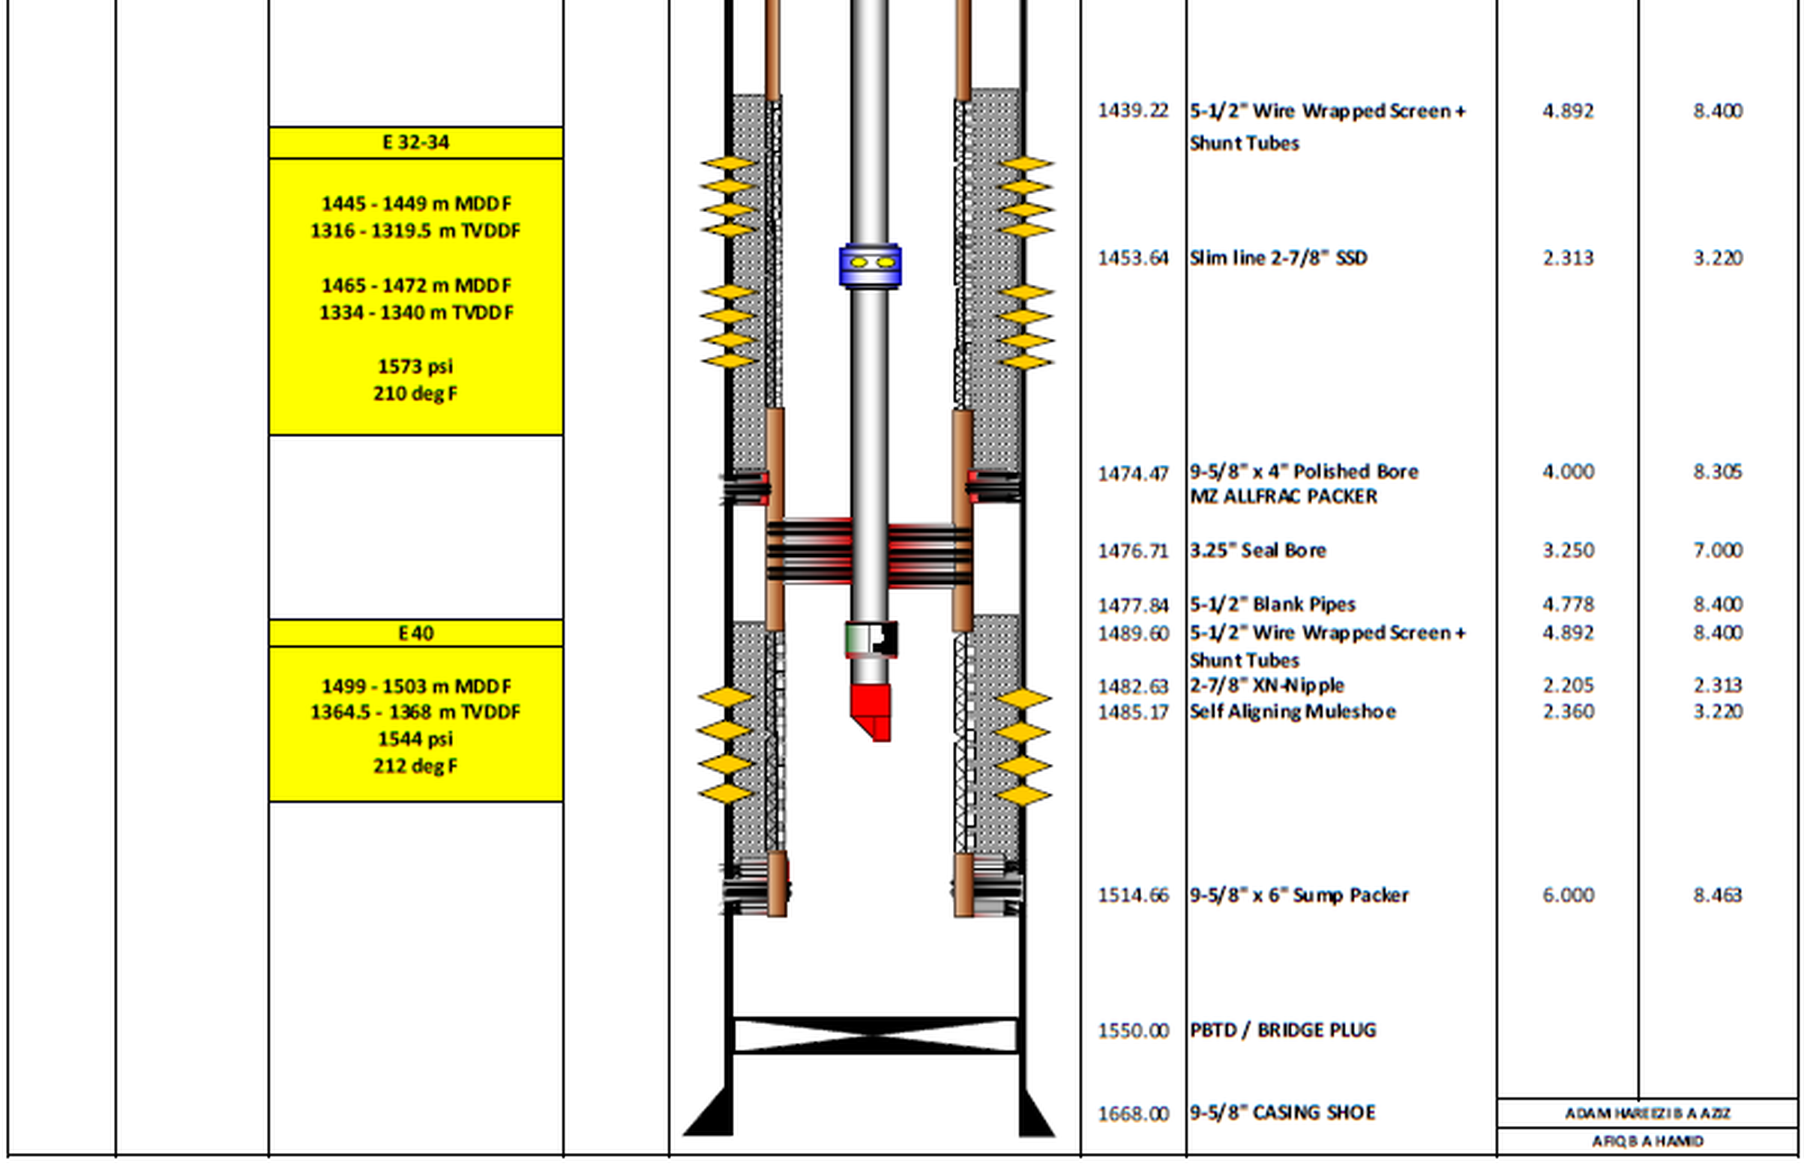 1439.22 5-1/2" Wire Wrapped Screen + 4.892 8.400
Shunt Tubes
E 32-34
1445 - 1449 m MDDF
1316 - 1319.5 m TVDDF
1453.64 Slim line 2-7/8" SSD 2.313 3.220
1465 - 1472 m MDDF
1334 - 1340 m TVDDF
1573 psi
210 deg F
1474.47 9-5/8" x 4" Polished Bore 4.000 8.305
MZ ALLFRAC PACKER
1476.71 3.25" Seal Bore 3.250 7.000
1477.84 5-1/2" Blank Pipes 4.778 8.400
E40
1489.60 5-1/2" Wire Wrapped Screen + 4.892 8.400
Shunt Tubes
1499 - 1503 m MDDF
1482.63 2-7/8" XN-Nipple 2.205 2.313
1364.5 - 1368 m TVDDF
1485.17 Self Aligning Muleshoe 2.360 3.220
1544 psi
212 deg F
1514.66 9-5/8" x 6" Sump Packer 6.000 8.463
1550.00 PBTD / BRIDGE PLUG
1668.00 9-5/8" CASING SHOE
ADAM HAREEZI B A AZIZ
AFIQ B A HAMID